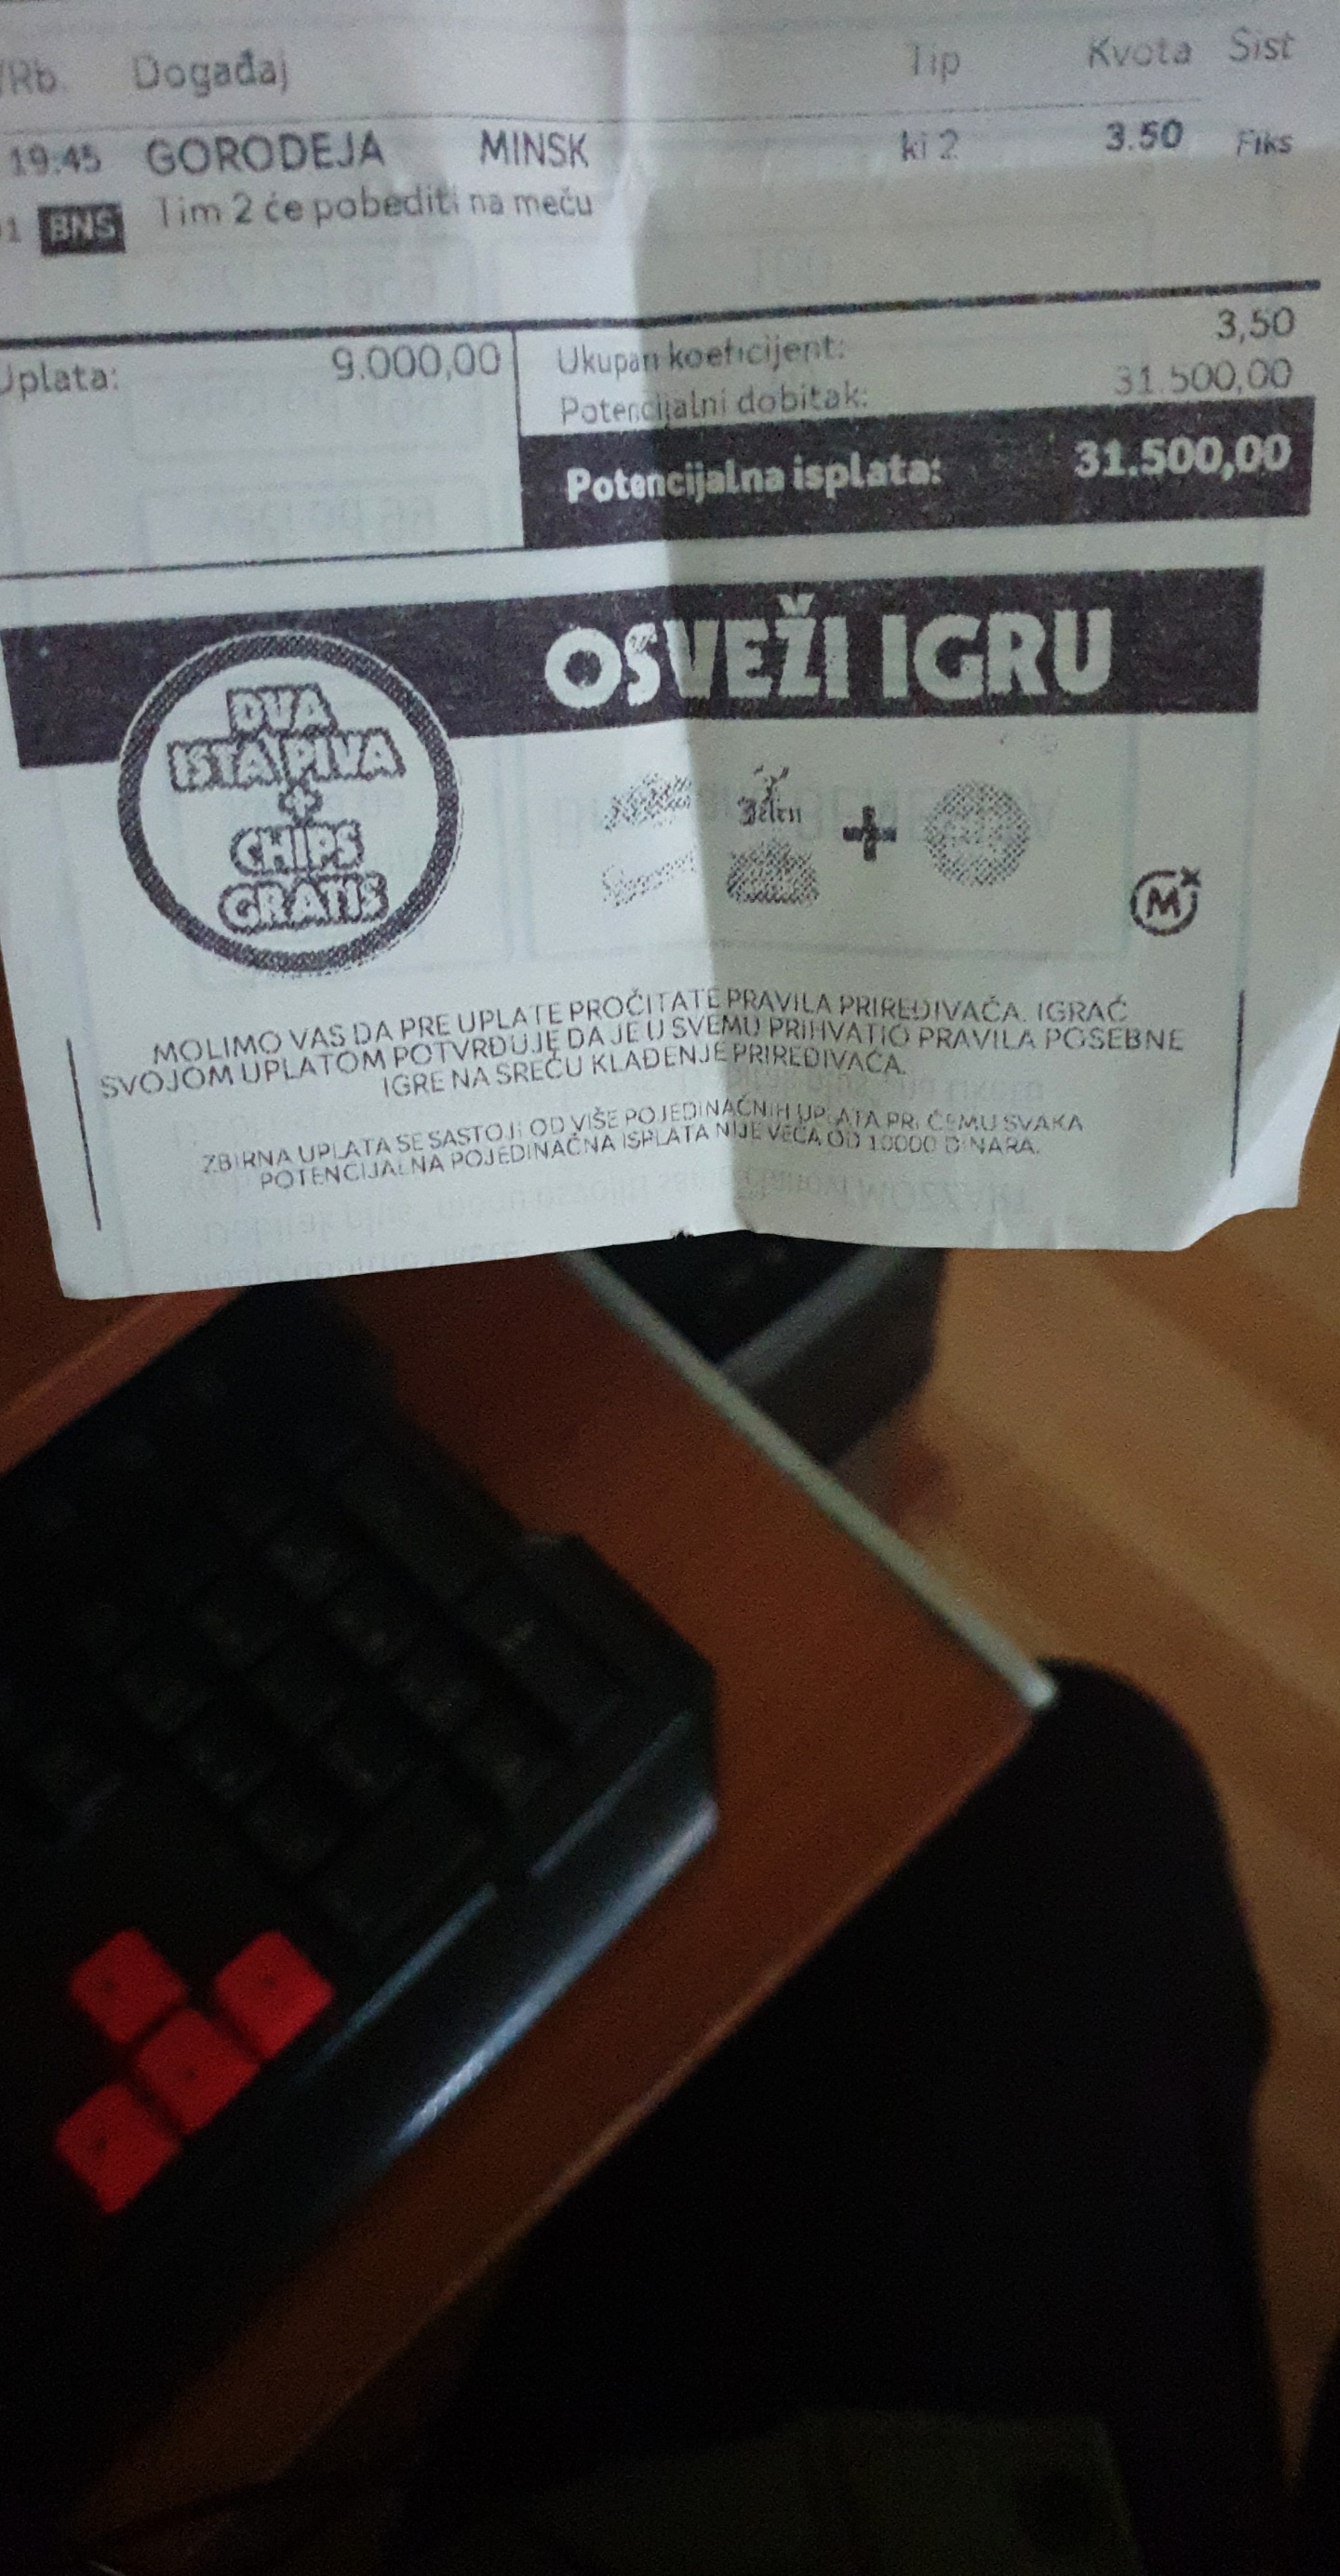 /Rb. Događaj Tip Kvota Sist
19:45 GORODEJA MINSK ki 2 3.50 Fiks
1 BNS Tim 2 će pobediti na meču
Uplata: 9.000,00
Ukupan koeficijent: 3,50
Potencijalni dobitak: 31.500,00
Potencijalna isplata: 31.500,00
OSVEŽI IGRU
DVA
ISTA PIVA
+
CHIPS
GRATIS
Jelen +
MX
MOLIMO VAS DA PRE UPLATE PROČITATE PRAVILA PRIREĐIVAČA. IGRAČ
SVOJOM UPLATOM POTVRĐUJE DA JE U SVEMU PRIHVATIO PRAVILA POSEBNE
IGRE NA SREĆU KLAĐENJE PRIREĐIVAČA.
ZBIRNA UPLATA SE SASTOJI OD VIŠE POJEDINAČNIH UPLATA PRI ČEMU SVAKA
POTENCIJALNA POJEDINAČNA ISPLATA NIJE VEĆA OD 10000 DINARA.